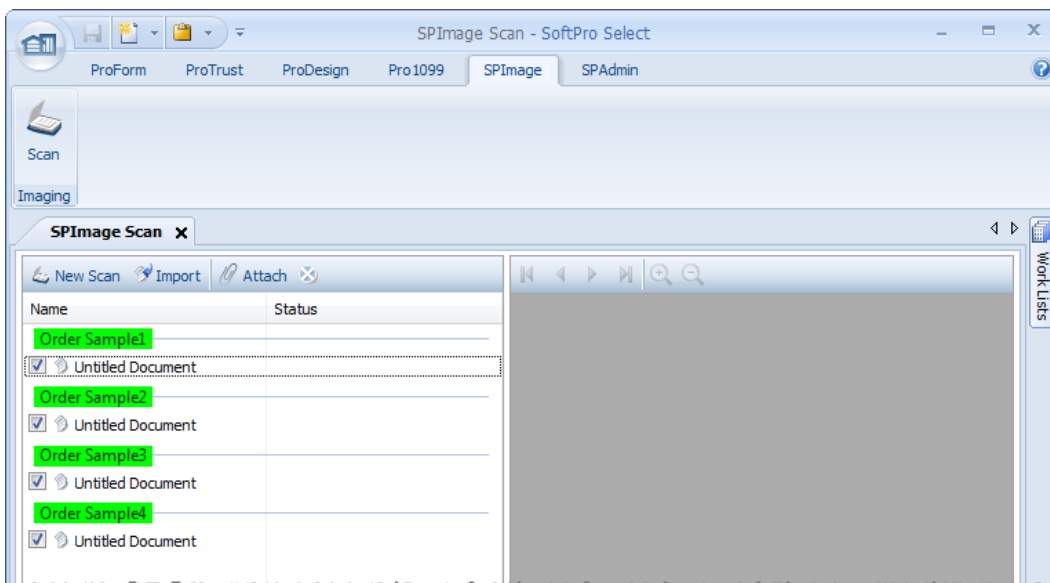 SPImage Scan - SoftPro Select
ProForm ProTrust ProDesign Pro1099 SPImage SPAdmin
Scan
Imaging
SPImage Scan
Work Lists
New Scan Import Attach
Name Status
Order Sample1
Untitled Document
Order Sample2
Untitled Document
Order Sample3
Untitled Document
Order Sample4
Untitled Document